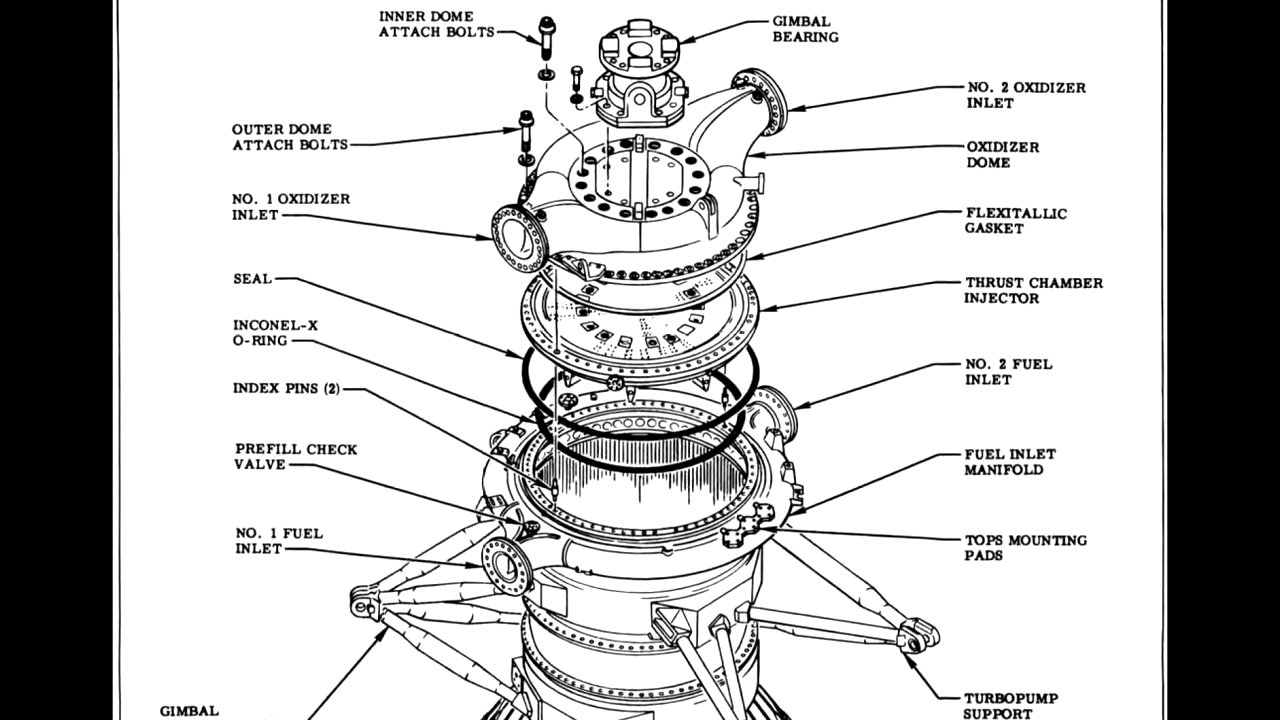 INNER DOME
ATTACH BOLTS
GIMBAL
BEARING
NO. 2 OXIDIZER
INLET
OUTER DOME
ATTACH BOLTS
OXIDIZER
DOME
NO. 1 OXIDIZER
INLET
FLEXITALLIC
GASKET
SEAL
THRUST CHAMBER
INJECTOR
INCONEL-X
O-RING
NO. 2 FUEL
INLET
INDEX PINS (2)
PREFILL CHECK
VALVE
FUEL INLET
MANIFOLD
NO. 1 FUEL
INLET
TOPS MOUNTING
PADS
TURBOPUMP
SUPPORT
GIMBAL